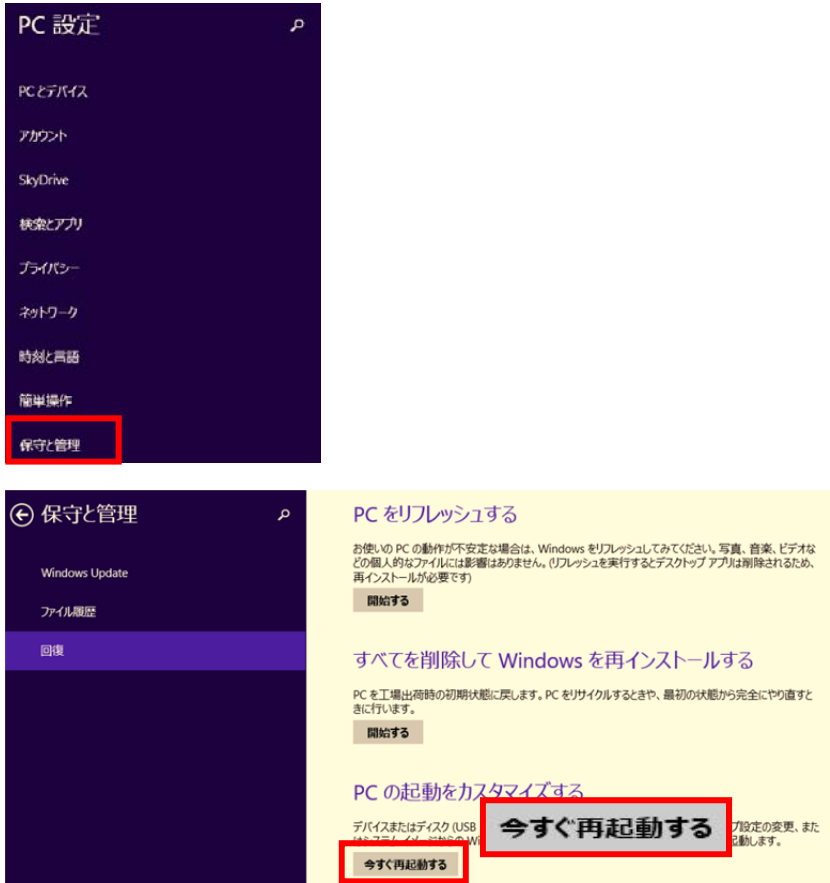 PC 設定
PCとデバイス
アカウント
SkyDrive
検索とアプリ
プライバシー
ネットワーク
時刻と言語
簡単操作
保守と管理
保守と管理
Windows Update
ファイル履歴
回復
PC をリフレッシュする
お使いの PC の動作が不安定な場合は、Windows をリフレッシュしてみてください。写真、音楽、ビデオな
どの個人的なファイルには影響はありません。(リフレッシュを実行するとデスクトップ アプリは削除されるため、
再インストールが必要です)
開始する
すべてを削除して Windows を再インストールする
PC を工場出荷時の初期状態に戻します。PC をリサイクルするときや、最初の状態から完全にやり直すと
きに行います。
開始する
PC の起動をカスタマイズする
デバイスまたはディスク (USB
プ設定の変更、また
はシステム イメージからの Wi
起動します。
今すぐ再起動する
今すぐ再起動する